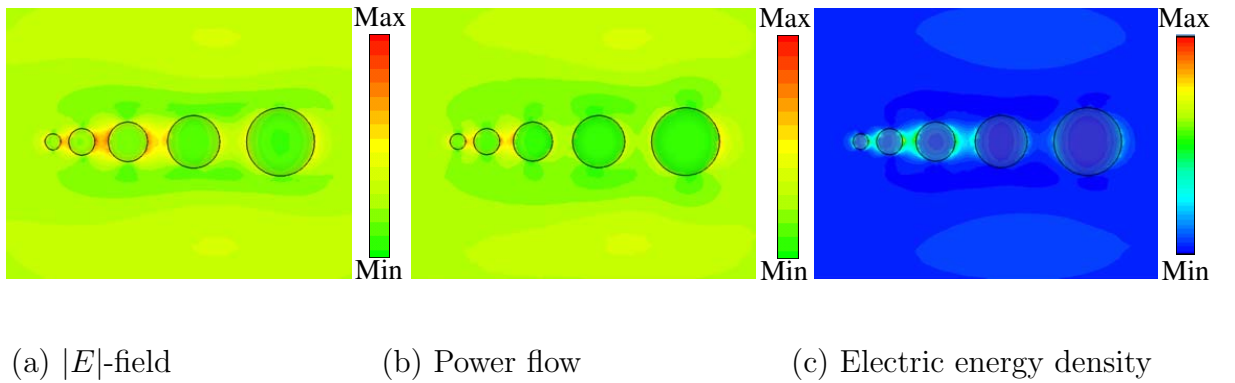 Max
Max
Max
Min
Min
Min
(a) |E|-field
(b) Power flow
(c) Electric energy density